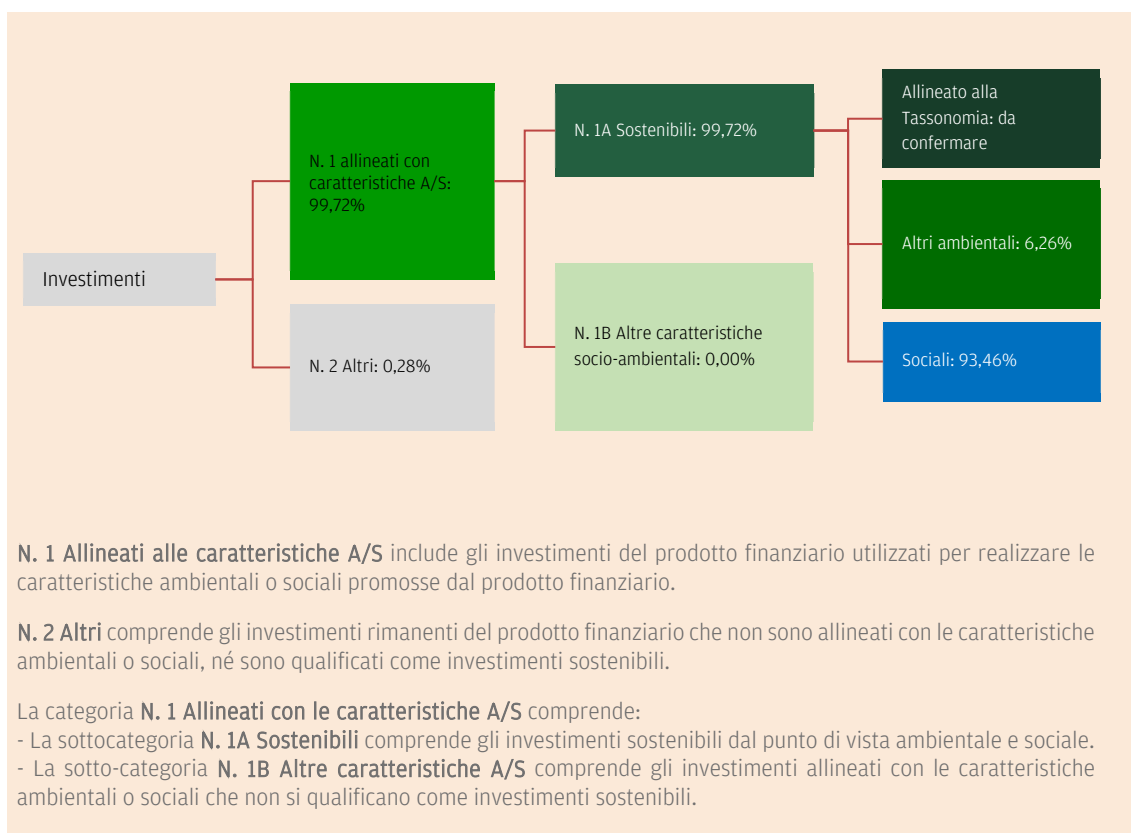 Investimenti
N. 1 allineati con
caratteristiche A/S:
99,72%
N. 2 Altri: 0,28%
N. 1A Sostenibili: 99,72%
N. 1B Altre caratteristiche
socio-ambientali: 0,00%
Allineato alla
Tassonomia: da
confermare
Altri ambientali: 6,26%
Sociali: 93,46%
N. 1 Allineati alle caratteristiche A/S include gli investimenti del prodotto finanziario utilizzati per realizzare le
caratteristiche ambientali o sociali promosse dal prodotto finanziario.
N. 2 Altri comprende gli investimenti rimanenti del prodotto finanziario che non sono allineati con le caratteristiche
ambientali o sociali, né sono qualificati come investimenti sostenibili.
La categoria N. 1 Allineati con le caratteristiche A/S comprende:
- La sottocategoria N. 1A Sostenibili comprende gli investimenti sostenibili dal punto di vista ambientale e sociale.
- La sotto-categoria N. 1B Altre caratteristiche A/S comprende gli investimenti allineati con le caratteristiche
ambientali o sociali che non si qualificano come investimenti sostenibili.